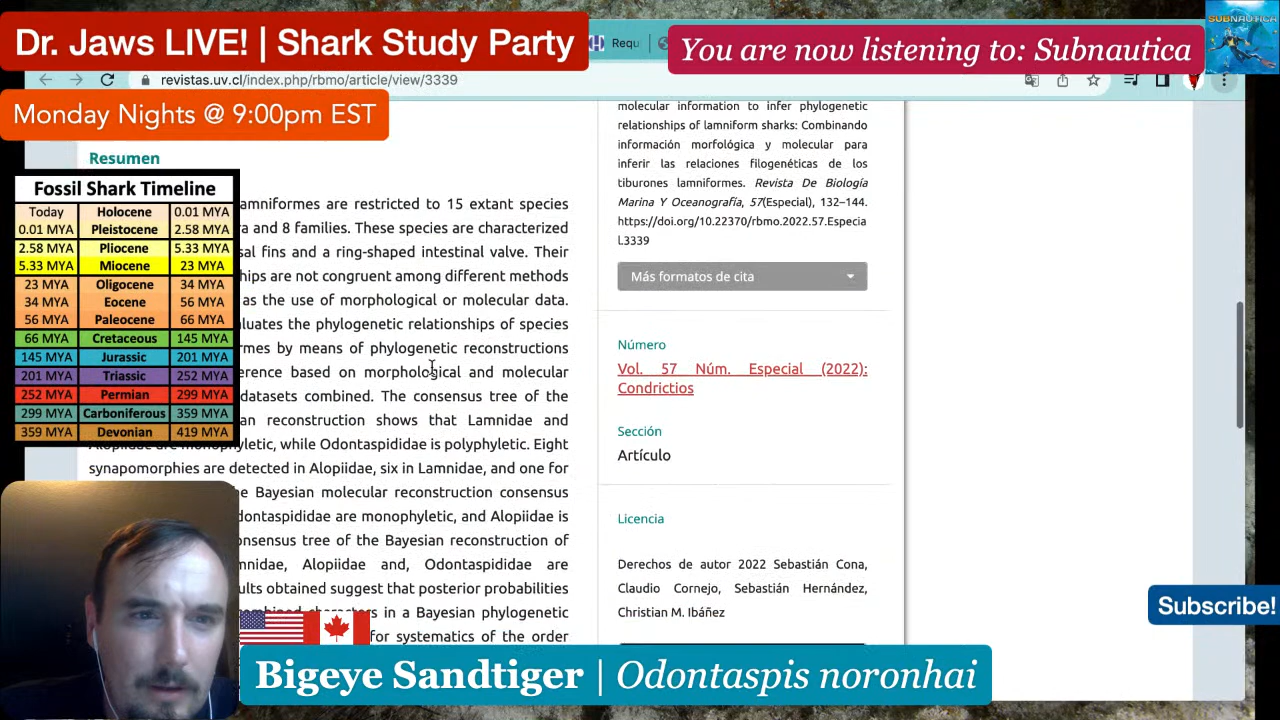 Dr. Jaws LIVE! | Shark Study Party
Requ
You are now listening to: Subnautica
SUBNAUTICA
revistas.uv.cl/index.php/rbmo/article/view/3339
Monday Nights @ 9:00pm EST
Resumen
Fossil Shark Timeline
Today Holocene 0.01 MYA
0.01 MYA Pleistocene 2.58 MYA
2.58 MYA Pliocene 5.33 MYA
5.33 MYA Miocene 23 MYA
23 MYA Oligocene 34 MYA
34 MYA Eocene 56 MYA
56 MYA Paleocene 66 MYA
66 MYA Cretaceous 145 MYA
145 MYA Jurassic 201 MYA
201 MYA Triassic 252 MYA
252 MYA Permian 299 MYA
299 MYA Carboniferous 359 MYA
359 MYA Devonian 419 MYA
amniformes are restricted to 15 extant species
a and 8 families. These species are characterized
sal fins and a ring-shaped intestinal valve. Their
hips are not congruent among different methods
as the use of morphological or molecular data.
luates the phylogenetic relationships of species
rmes by means of phylogenetic reconstructions
erence based on morphological and molecular
datasets combined. The consensus tree of the
an reconstruction shows that Lamnidae and
Alopiidae are monophyletic, while Odontaspididae is polyphyletic. Eight
synapomorphies are detected in Alopiidae, six in Lamnidae, and one for
he Bayesian molecular reconstruction consensus
dontaspididae are monophyletic, and Alopiidae is
onsensus tree of the Bayesian reconstruction of
mnidae, Alopiidae and, Odontaspididae are
ults obtained suggest that posterior probabilities
combined characters in a Bayesian phylogenetic
for systematics of the order
molecular information to infer phylogenetic
relationships of lamniform sharks: Combinando
información morfológica y molecular para
inferir las relaciones filogenéticas de los
tiburones lamniformes. Revista De Biología
Marina Y Oceanografía, 57(Especial), 132–144.
https://doi.org/10.22370/rbmo.2022.57.Especia
l.3339
Más formatos de cita
Número
Vol. 57 Núm. Especial (2022):
Condrictios
Sección
Artículo
Licencia
Derechos de autor 2022 Sebastián Cona,
Claudio Cornejo, Sebastián Hernández,
Christian M. Ibáñez
Subscribe!
Bigeye Sandtiger | Odontaspis noronhai